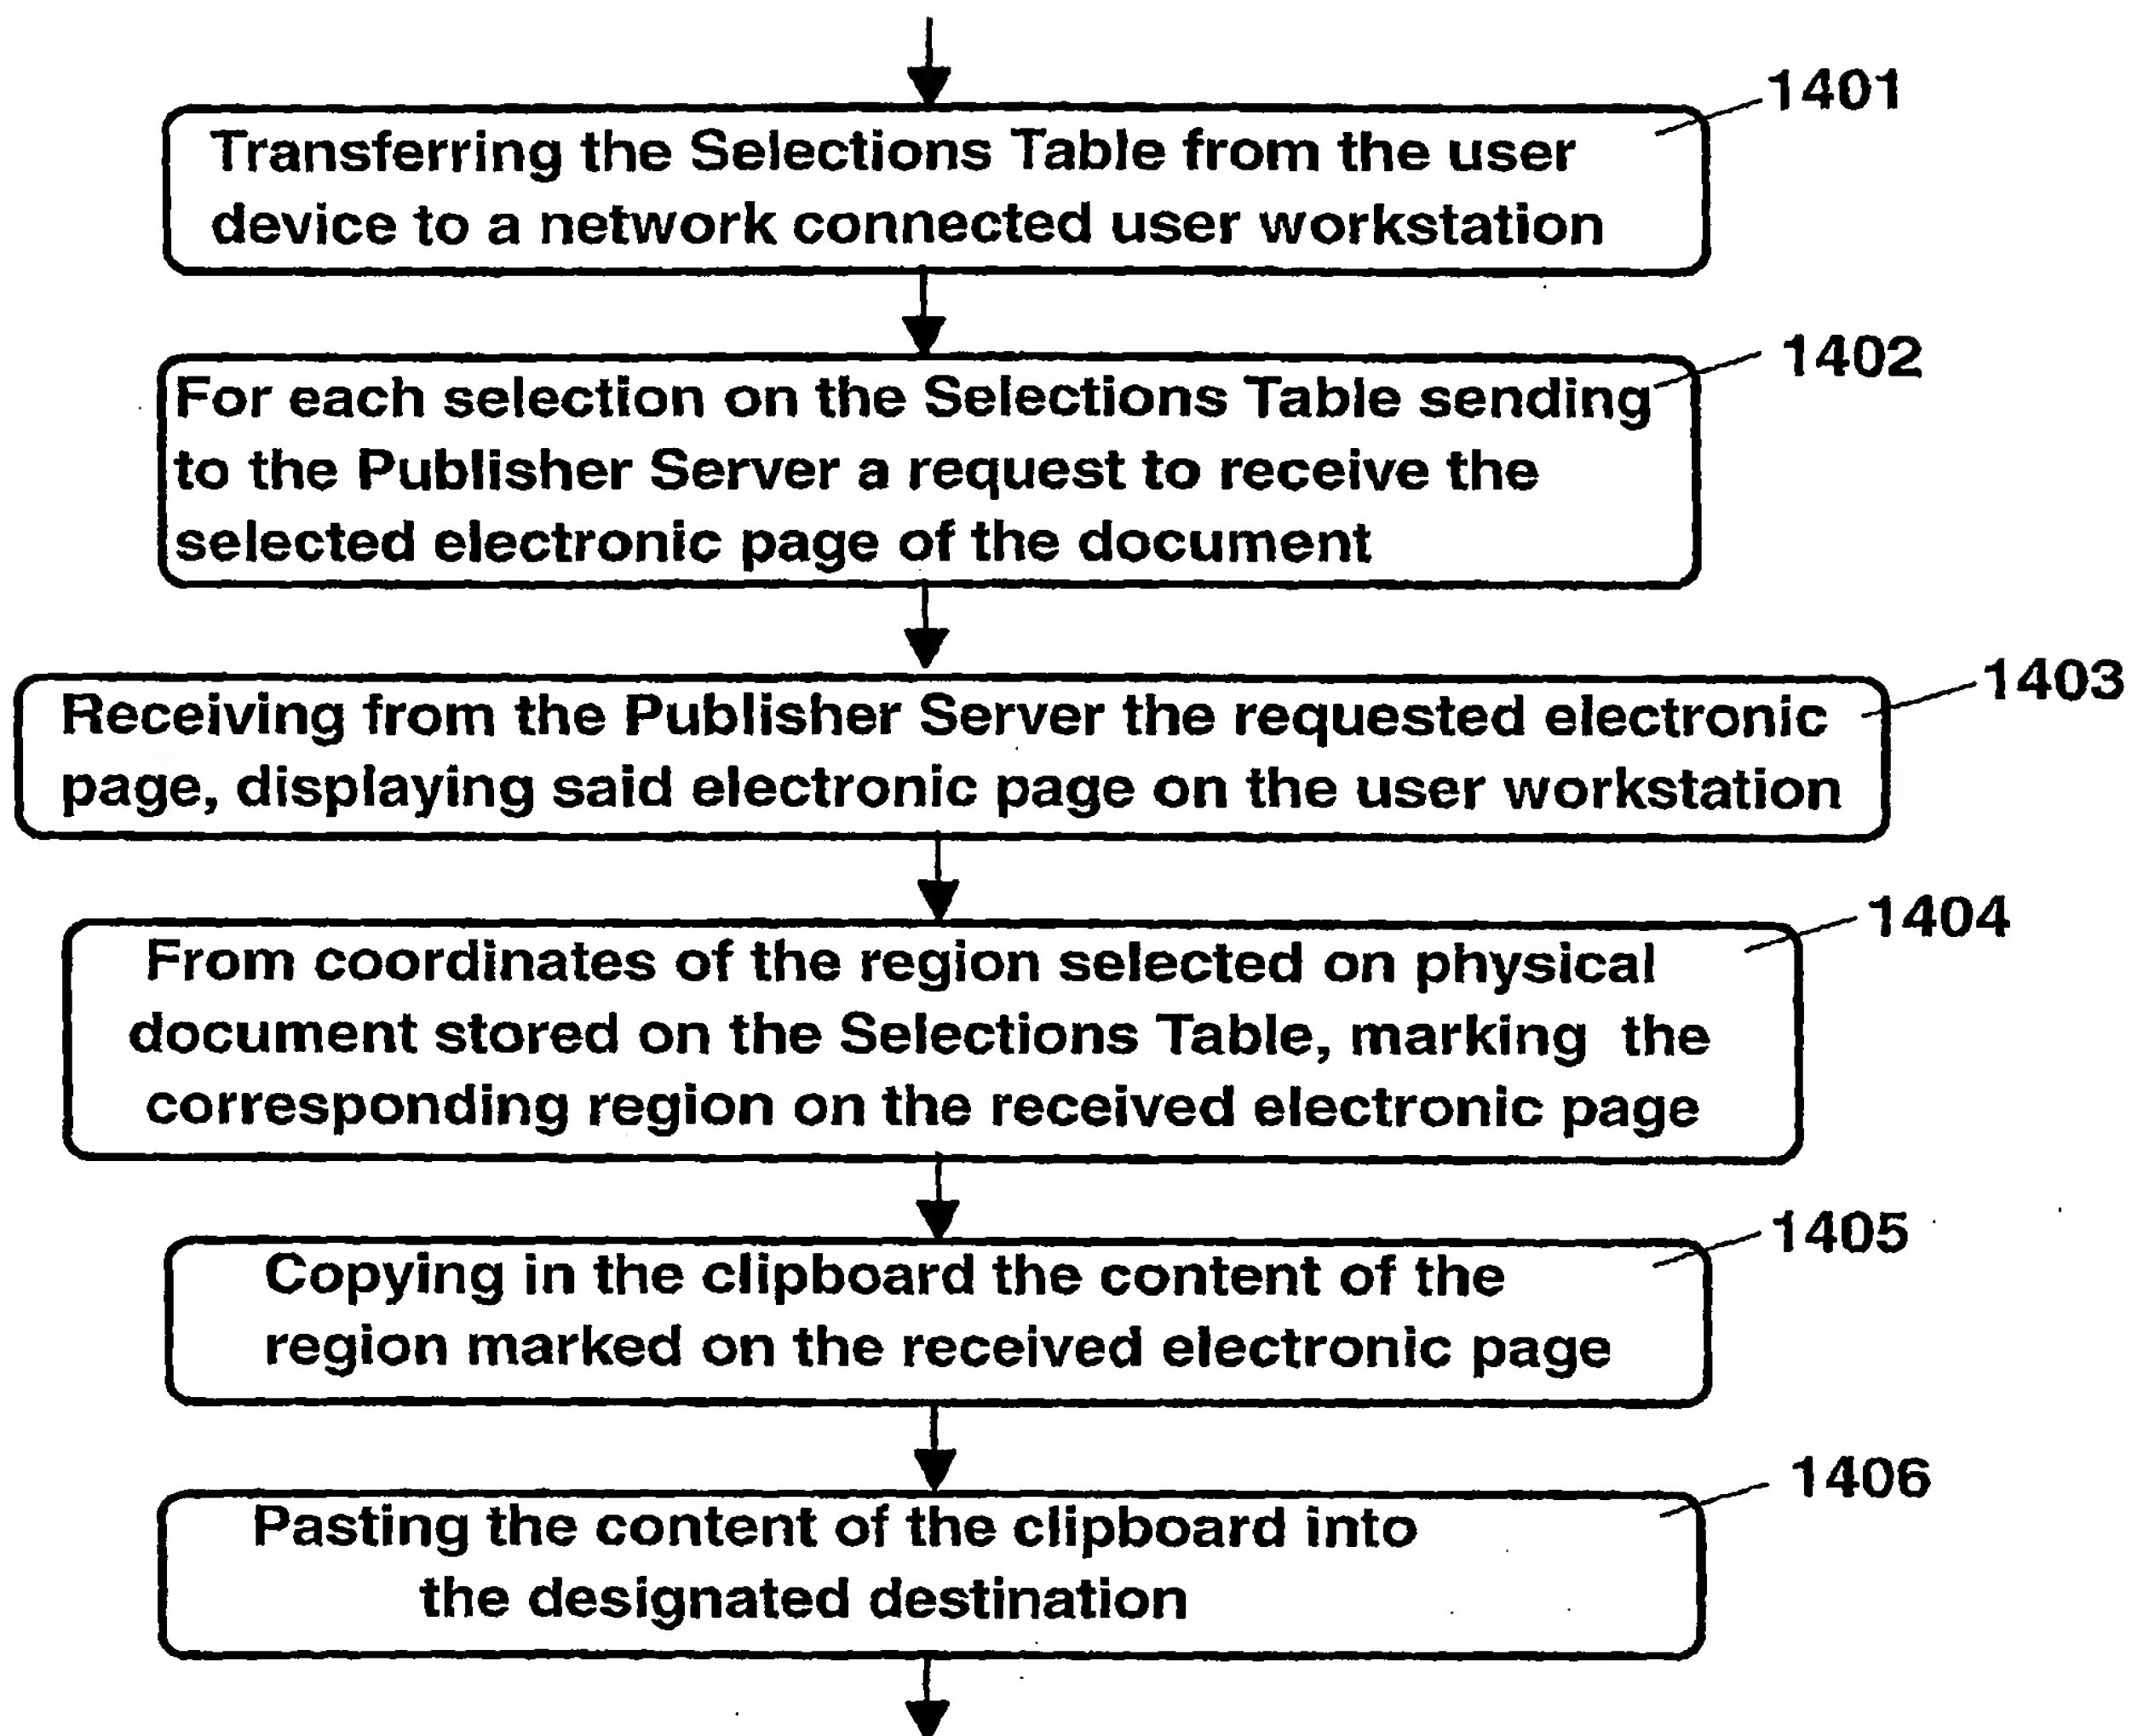 1401
Transferring the Selections Table from the user
device to a network connected user workstation
1402
For each selection on the Selections Table sending
to the Publisher Server a request to receive the
selected electronic page of the document
1403
Receiving from the Publisher Server the requested electronic
page, displaying said electronic page on the user workstation
1404
From coordinates of the region selected on physical
document stored on the Selections Table, marking the
corresponding region on the received electronic page
1405
Copying in the clipboard the content of the
region marked on the received electronic page
1406
Pasting the content of the clipboard into
the designated destination